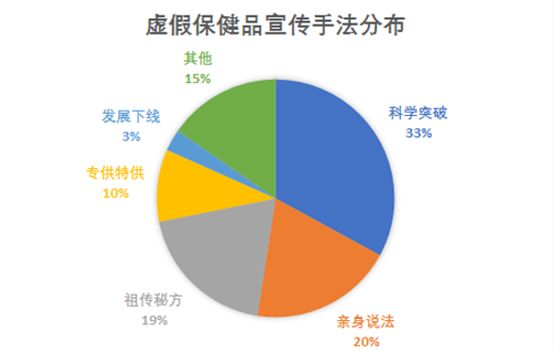 虚假保健品宣传手法分布
其他
15%
科学突破
33%
发展下线
3%
专供特供
10%
祖传秘方
19%
亲身说法
20%